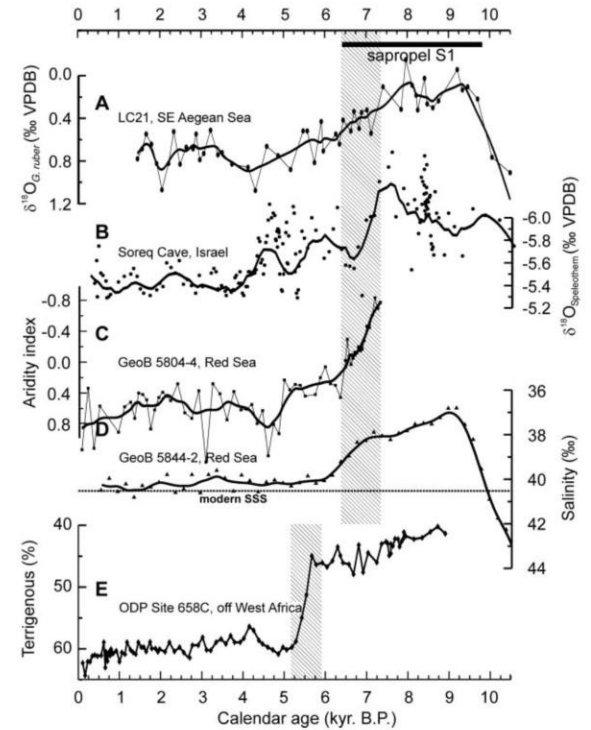 0 1 2 3 4 5 6 7 8 9 10
sapropel S1
0.0
0.4
0.8
1.2
δ¹⁸O G. ruber (‰ VPDB)
A
LC21, SE Aegean Sea
B
Soreq Cave, Israel
-6.0
-5.8
-5.6
-5.4
-5.2
δ¹⁸O Speleothem (‰ VPDB)
-0.8
-0.4
0.0
0.4
0.8
Aridity index
C
GeoB 5804-4, Red Sea
D
GeoB 5844-2, Red Sea
modern SSS
36
38
40
42
44
Salinity (‰)
40
50
60
Terrigenous (%)
E
ODP Site 658C, off West Africa
0 1 2 3 4 5 6 7 8 9 10
Calendar age (kyr. B.P.)